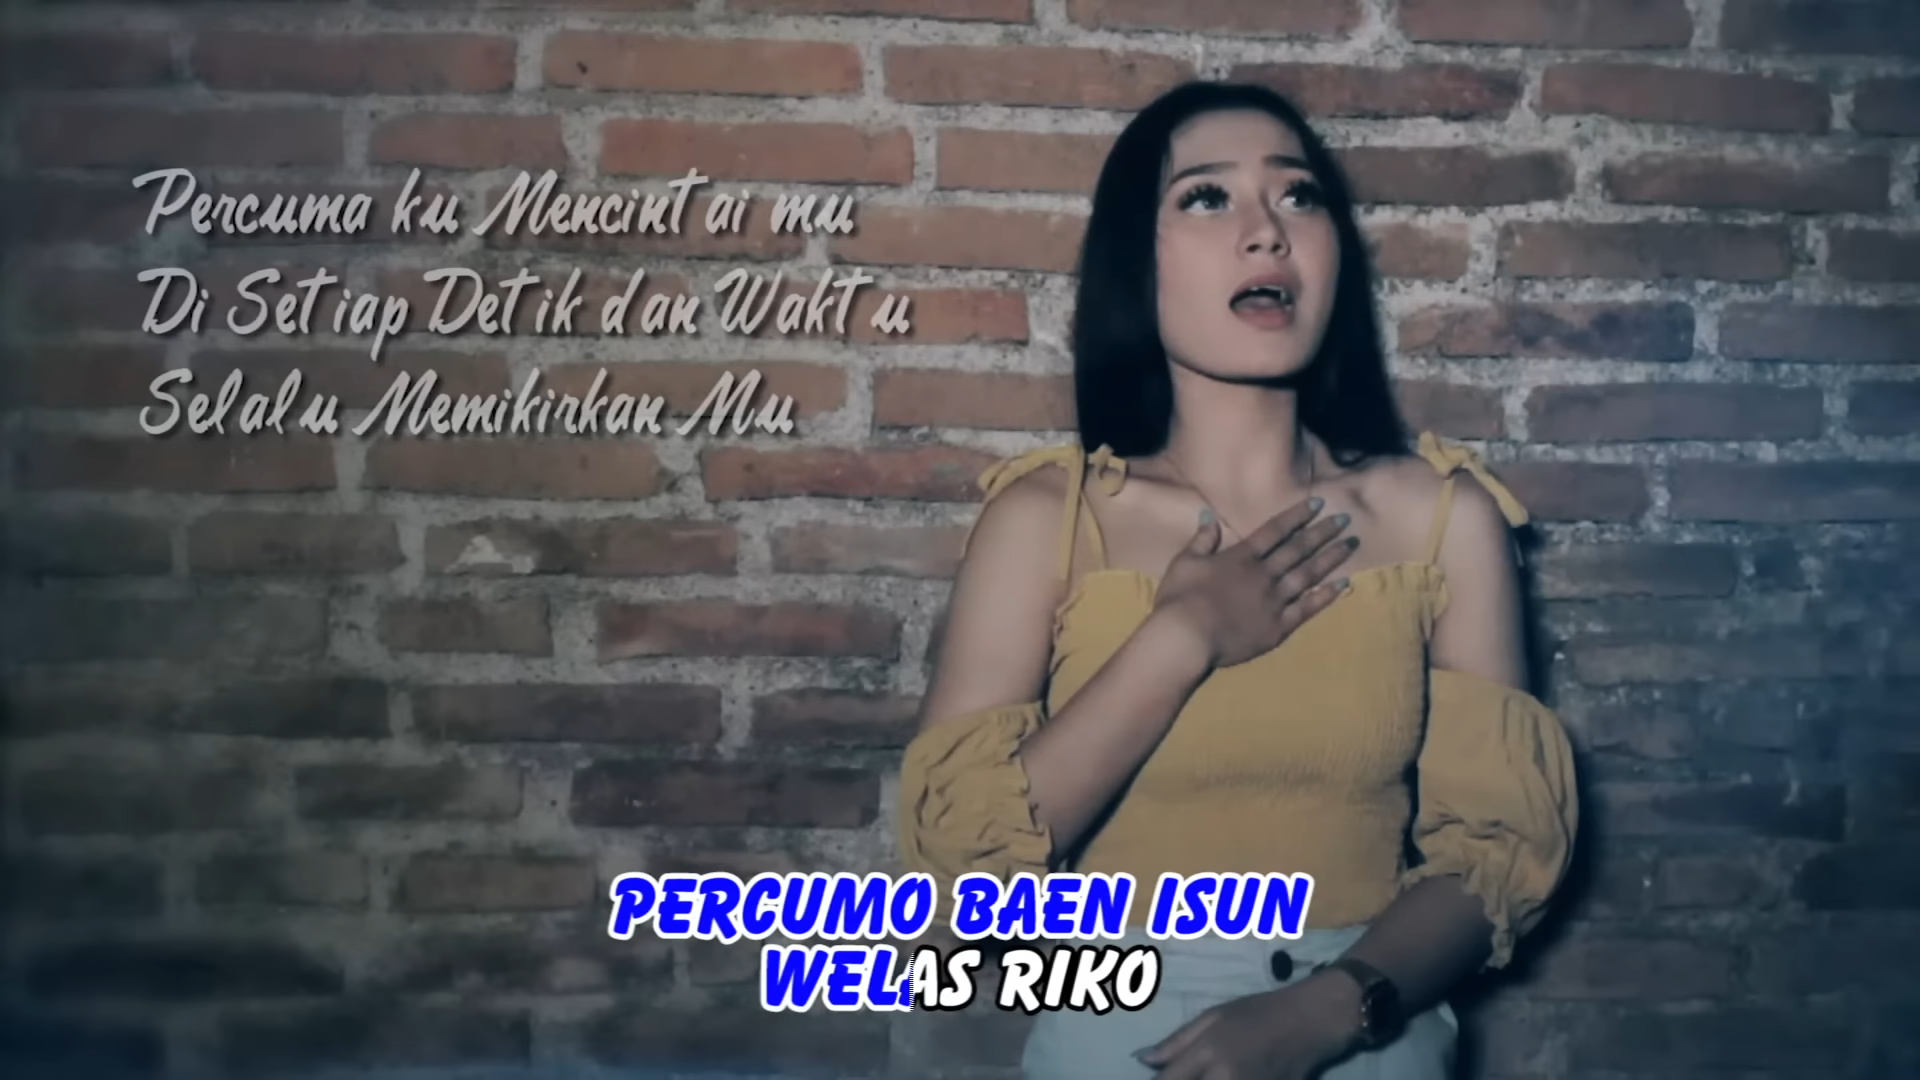 Percuma ku Mencintai mu
Di Setiap Detik dan Waktu
Selalu Memikirkan Mu
PERCUMO BAEN ISUN
WELAS RIKO